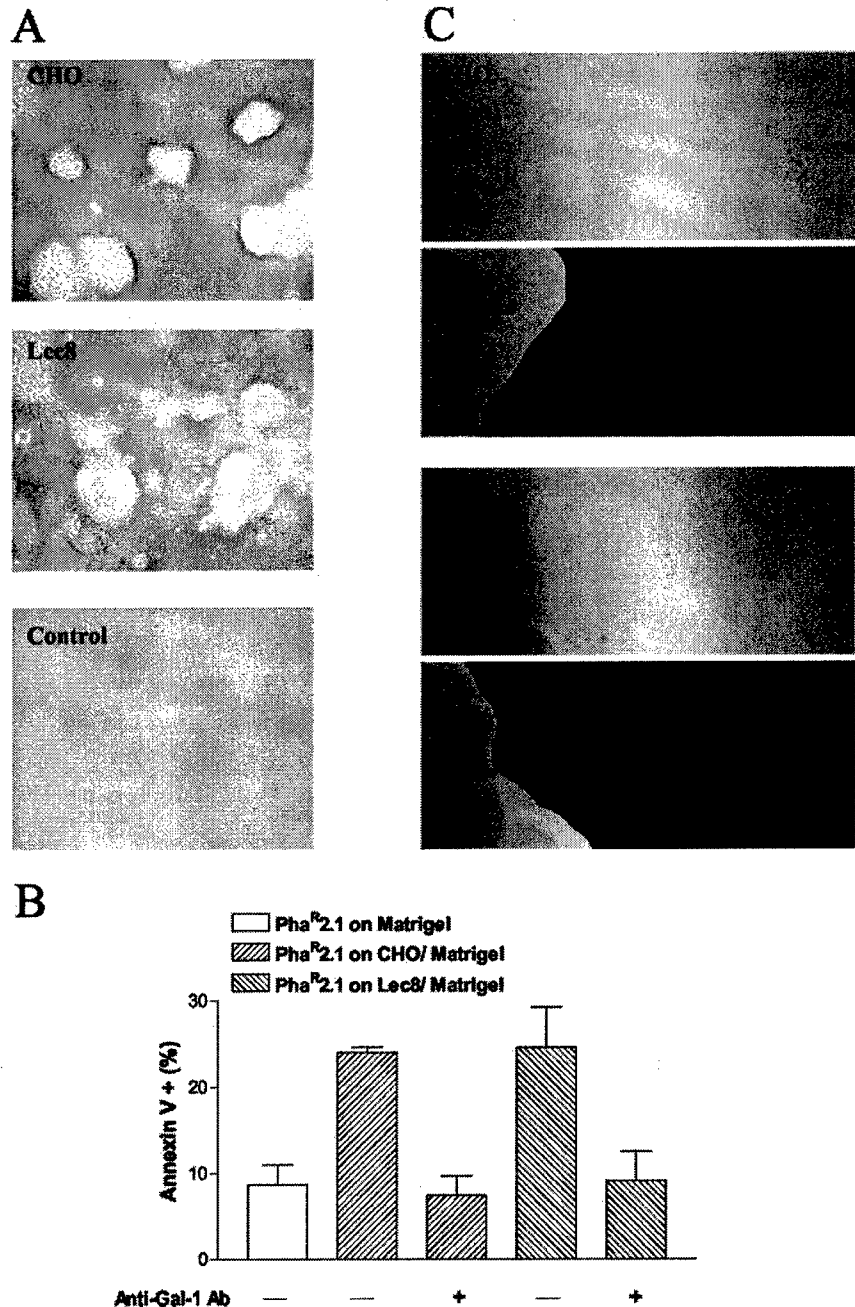 A
C
CHO
Lec8
Control
B
Pha^R2.1 on Matrigel
Pha^R2.1 on CHO/ Matrigel
Pha^R2.1 on Lec8/ Matrigel
Annexin V + (%)
30
20
10
0
Anti-Gal-1 Ab — — + — +